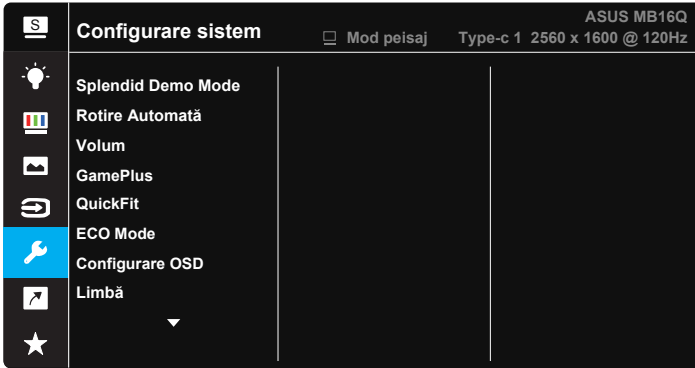 S
Configurare sistem
Mod peisaj
ASUS MB16Q
Type-c 1 2560 x 1600 @ 120Hz
Splendid Demo Mode
Rotire Automată
Volum
GamePlus
QuickFit
ECO Mode
Configurare OSD
Limbă